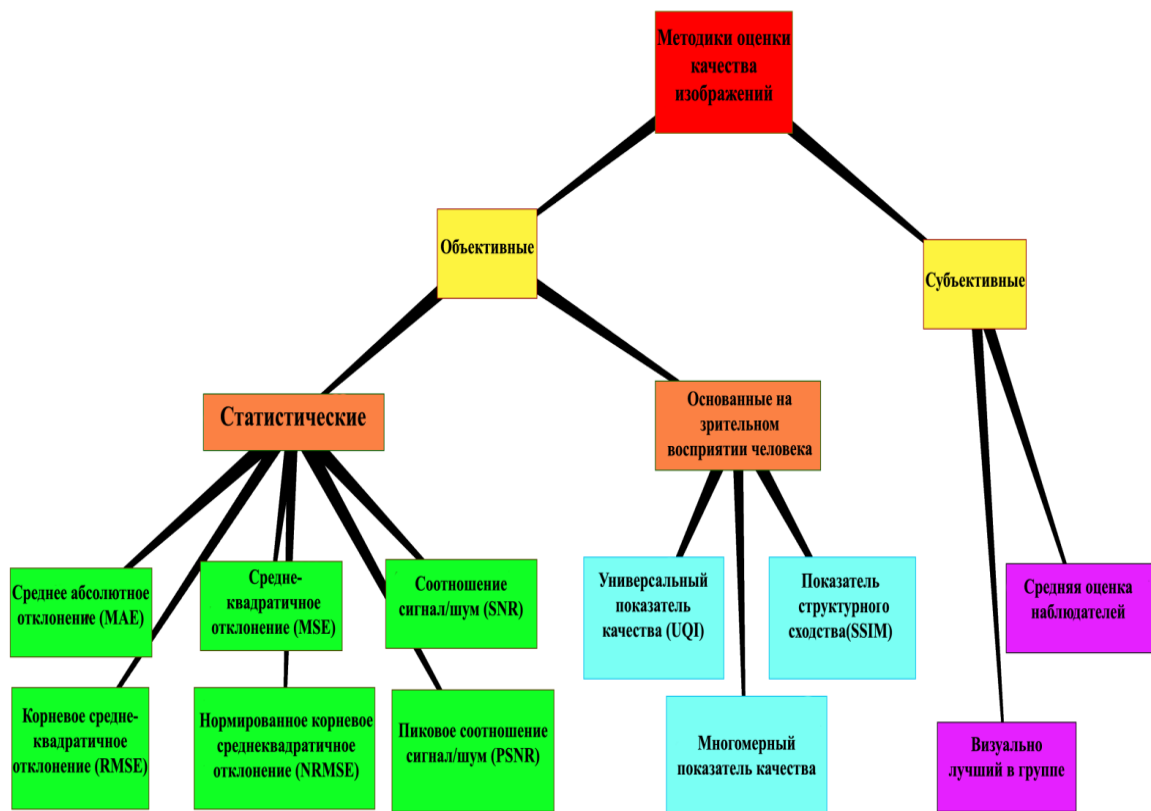 Методики оценки
качества
изображений
Объективные
Субъективные
Статистические
Основанные на
зрительном
восприятии человека
Среднее абсолютное
отклонение (MAE)
Средне-
квадратичное
отклонение (MSE)
Соотношение
сигнал/шум (SNR)
Универсальный
показатель
качества (UQI)
Показатель
структурного
сходства(SSIM)
Средняя оценка
наблюдателей
Корневое средне-
квадратичное
отклонение (RMSE)
Нормированное корневое
среднеквадратичное
отклонение (NRMSE)
Пиковое соотношение
сигнал/шум (PSNR)
Многомерный
показатель качества
Визуально
лучший в группе